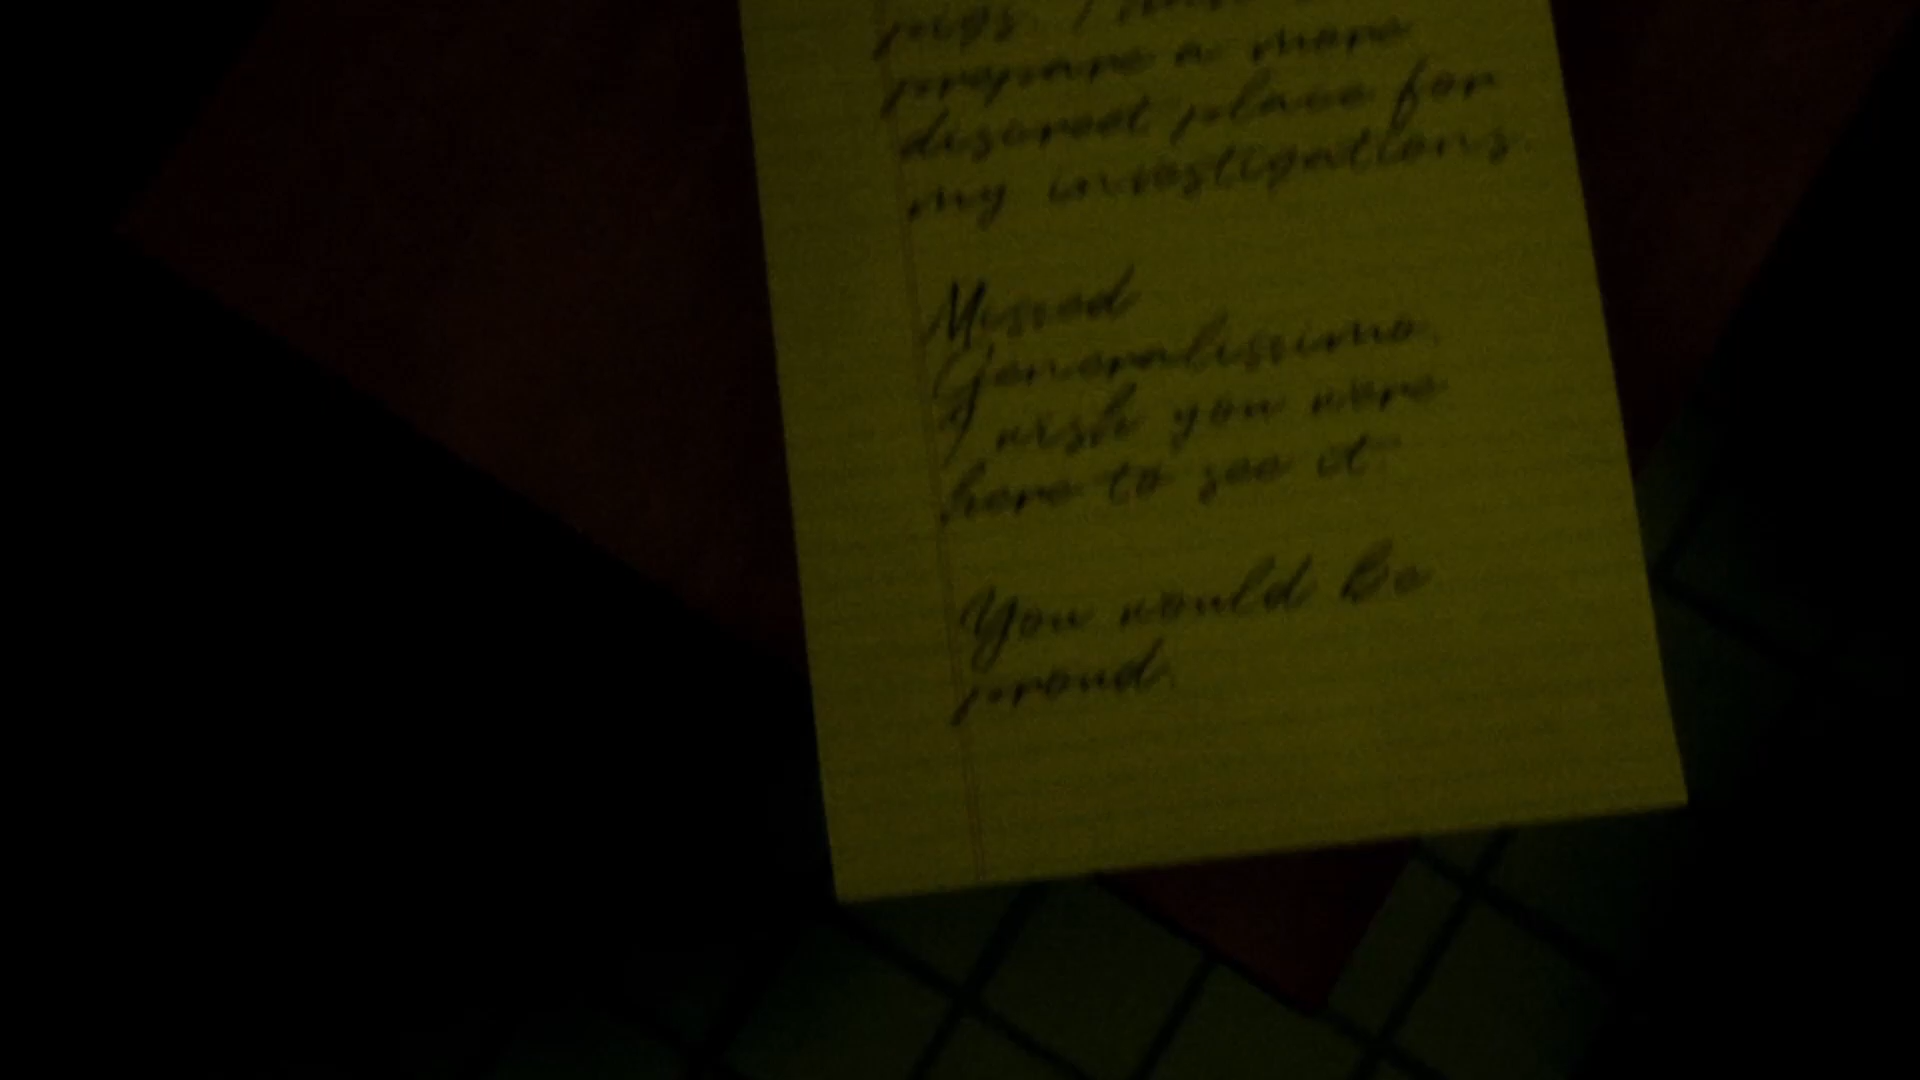 pigs. I
prepare a more
discreet place for
my investigations.
Missed
Generalissimo,
I wish you were
here to see it.
You would be
proud.